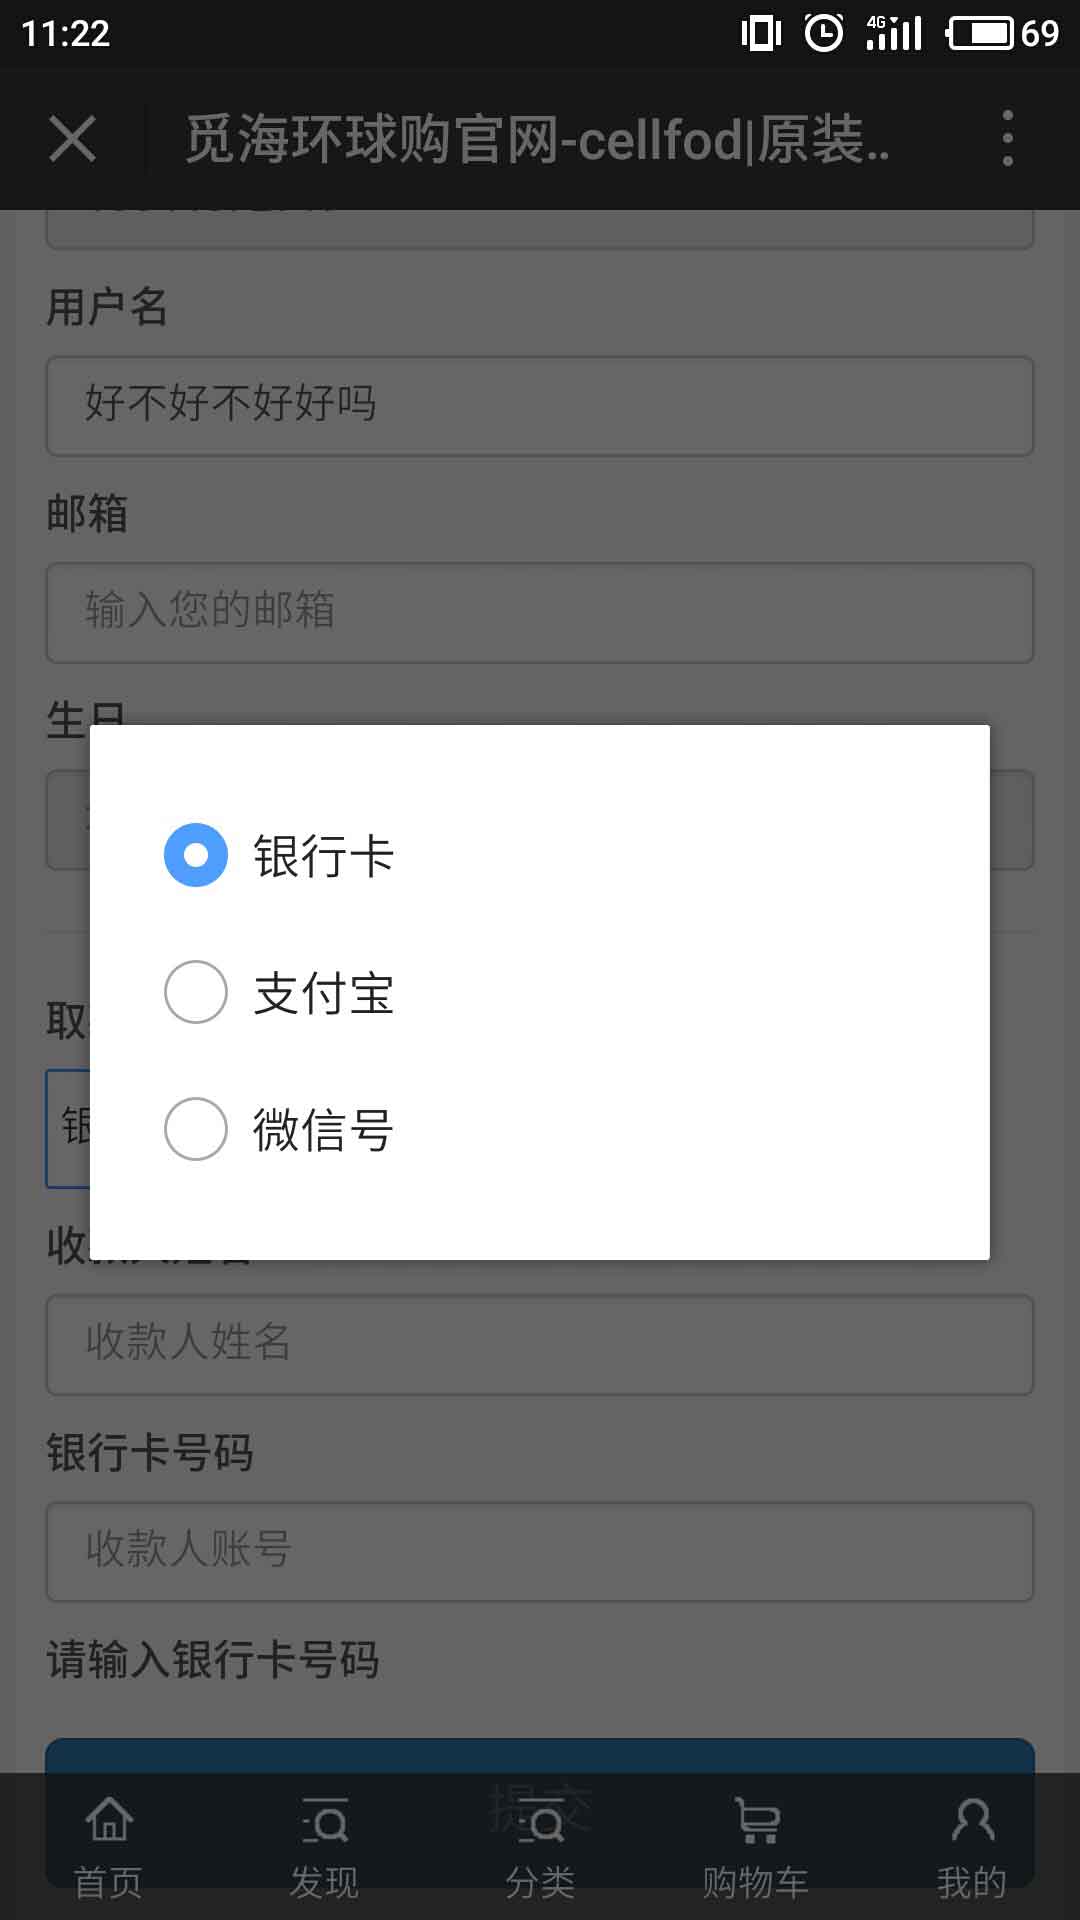 11:22
4G
69
觅海环球购官网-cellfod|原装..
用户名
好不好不好好吗
邮箱
输入您的邮箱
生日
银行卡
支付宝
微信号
取
银
收款人姓名
收款人姓名
银行卡号码
收款人账号
请输入银行卡号码
提交
首页
发现
分类
购物车
我的